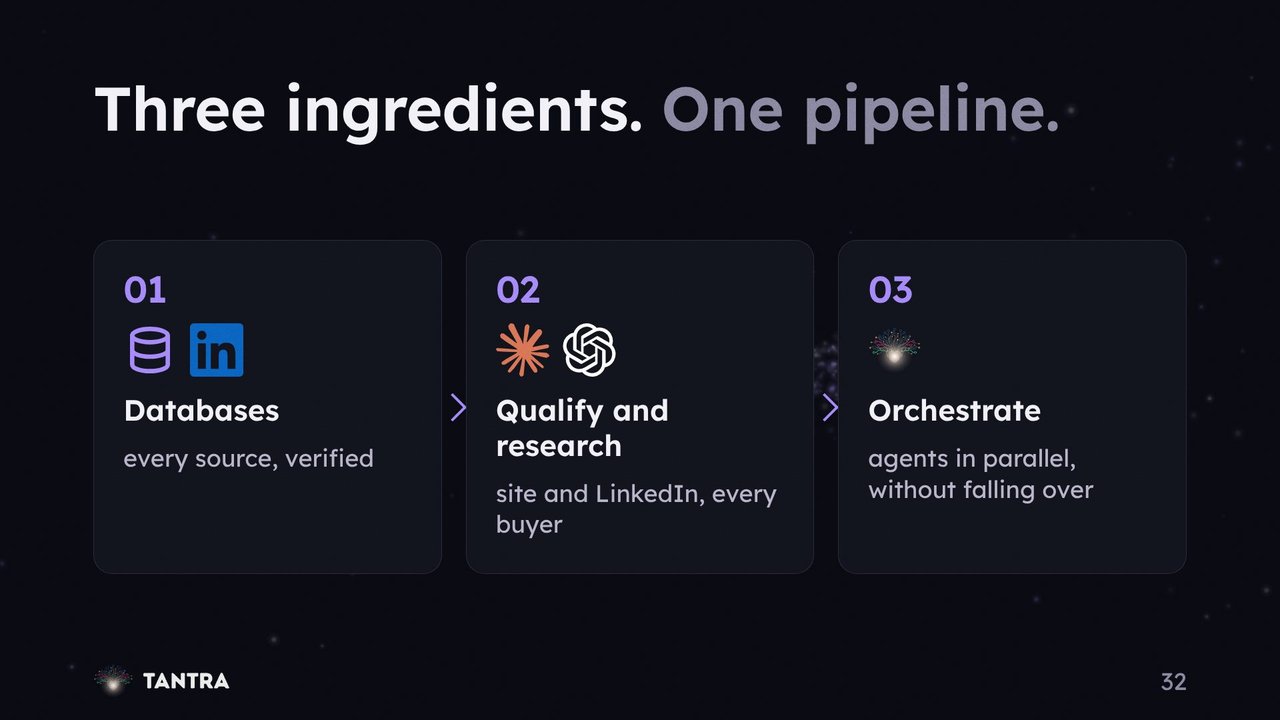 Three ingredients. One pipeline.
01
in
Databases
every source, verified
02
Qualify and
research
site and LinkedIn, every
buyer
03
Orchestrate
agents in parallel,
without falling over
TANTRA
32